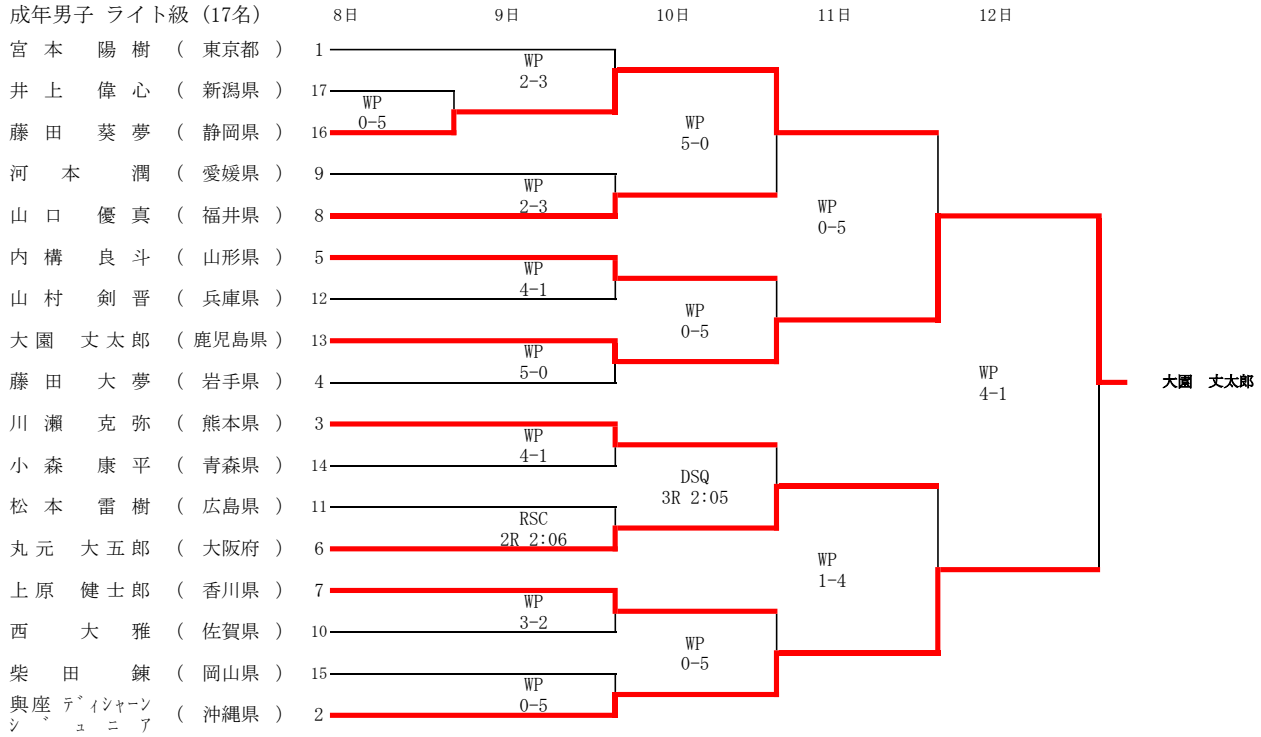 成年男子 ライト級 (17名) 8日 9日 10日 11日 12日
宮本 陽樹 ( 東京都 ) 1
WP
2-3
井上 偉心 ( 新潟県 ) 17
WP
0-5
藤田 葵夢 ( 静岡県 ) 16
WP
5-0
河本 潤 ( 愛媛県 ) 9
WP
2-3
山口 優真 ( 福井県 ) 8
WP
0-5
内構 良斗 ( 山形県 ) 5
WP
4-1
山村 剣晋 ( 兵庫県 ) 12
WP
0-5
大園 丈太郎 ( 鹿児島県 ) 13
WP
5-0
藤田 大夢 ( 岩手県 ) 4
WP
4-1
大園 丈太郎
川瀬 克弥 ( 熊本県 ) 3
WP
4-1
小森 康平 ( 青森県 ) 14
DSQ
3R 2:05
松本 雷樹 ( 広島県 ) 11
RSC
2R 2:06
丸元 大五郎 ( 大阪府 ) 6
WP
1-4
上原 健士郎 ( 香川県 ) 7
WP
3-2
西 大雅 ( 佐賀県 ) 10
WP
0-5
柴田 錬 ( 岡山県 ) 15
WP
0-5
與座 ディシャーン
ジュニア ( 沖縄県 ) 2